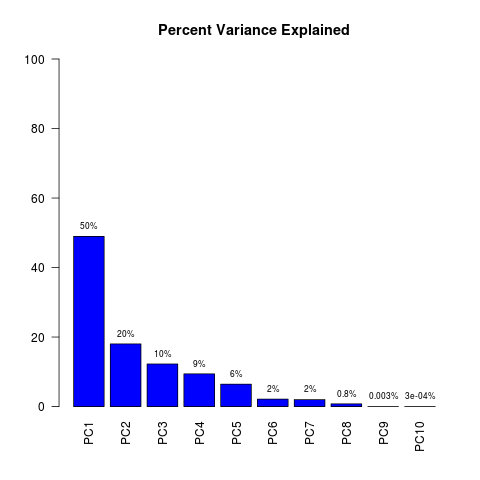 Percent Variance Explained
100
80
60
40
20
0
50%
20%
10%
9%
6%
2%
2%
0.8%
0.003%
3e-04%
PC1
PC2
PC3
PC4
PC5
PC6
PC7
PC8
PC9
PC10